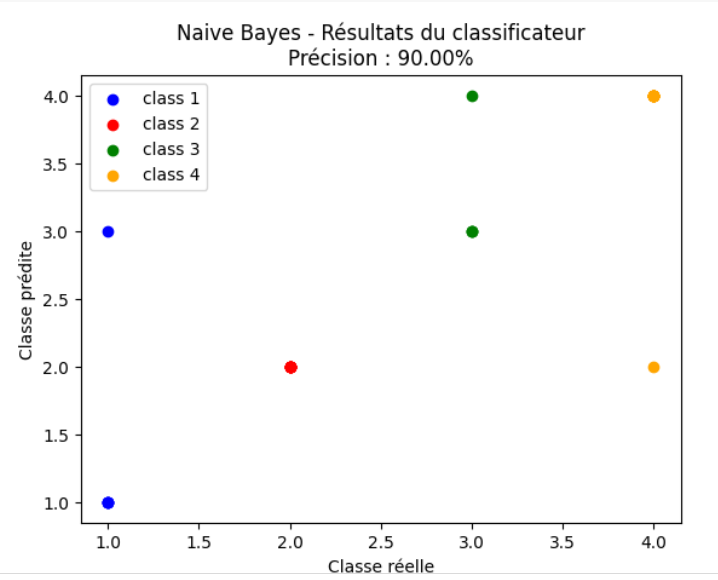 Naive Bayes - Résultats du classificateur
Précision : 90.00%
class 1
class 2
class 3
class 4
4.0
3.5
3.0
2.5
2.0
1.5
1.0
Classe prédite
1.0 1.5 2.0 2.5 3.0 3.5 4.0
Classe réelle